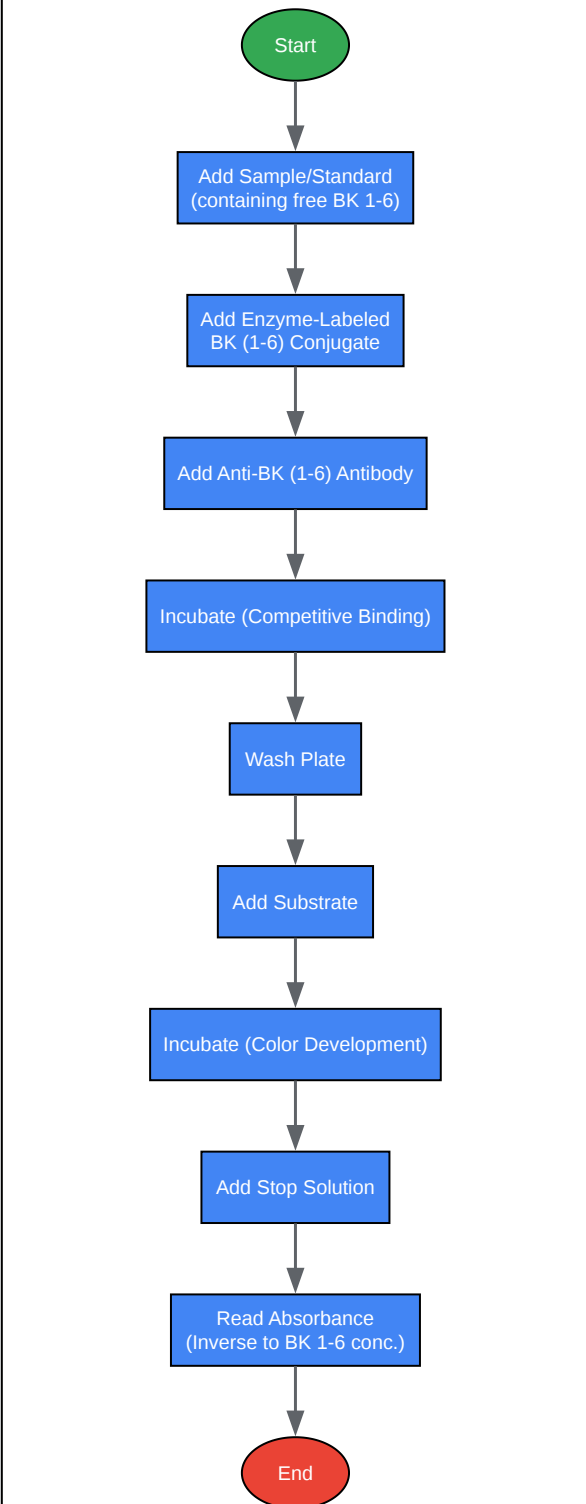 Start
Add Sample/Standard
(containing free BK 1-6)
Add Enzyme-Labeled
BK (1-6) Conjugate
Add Anti-BK (1-6) Antibody
Incubate (Competitive Binding)
Wash Plate
Add Substrate
Incubate (Color Development)
Add Stop Solution
Read Absorbance
(Inverse to BK 1-6 conc.)
End